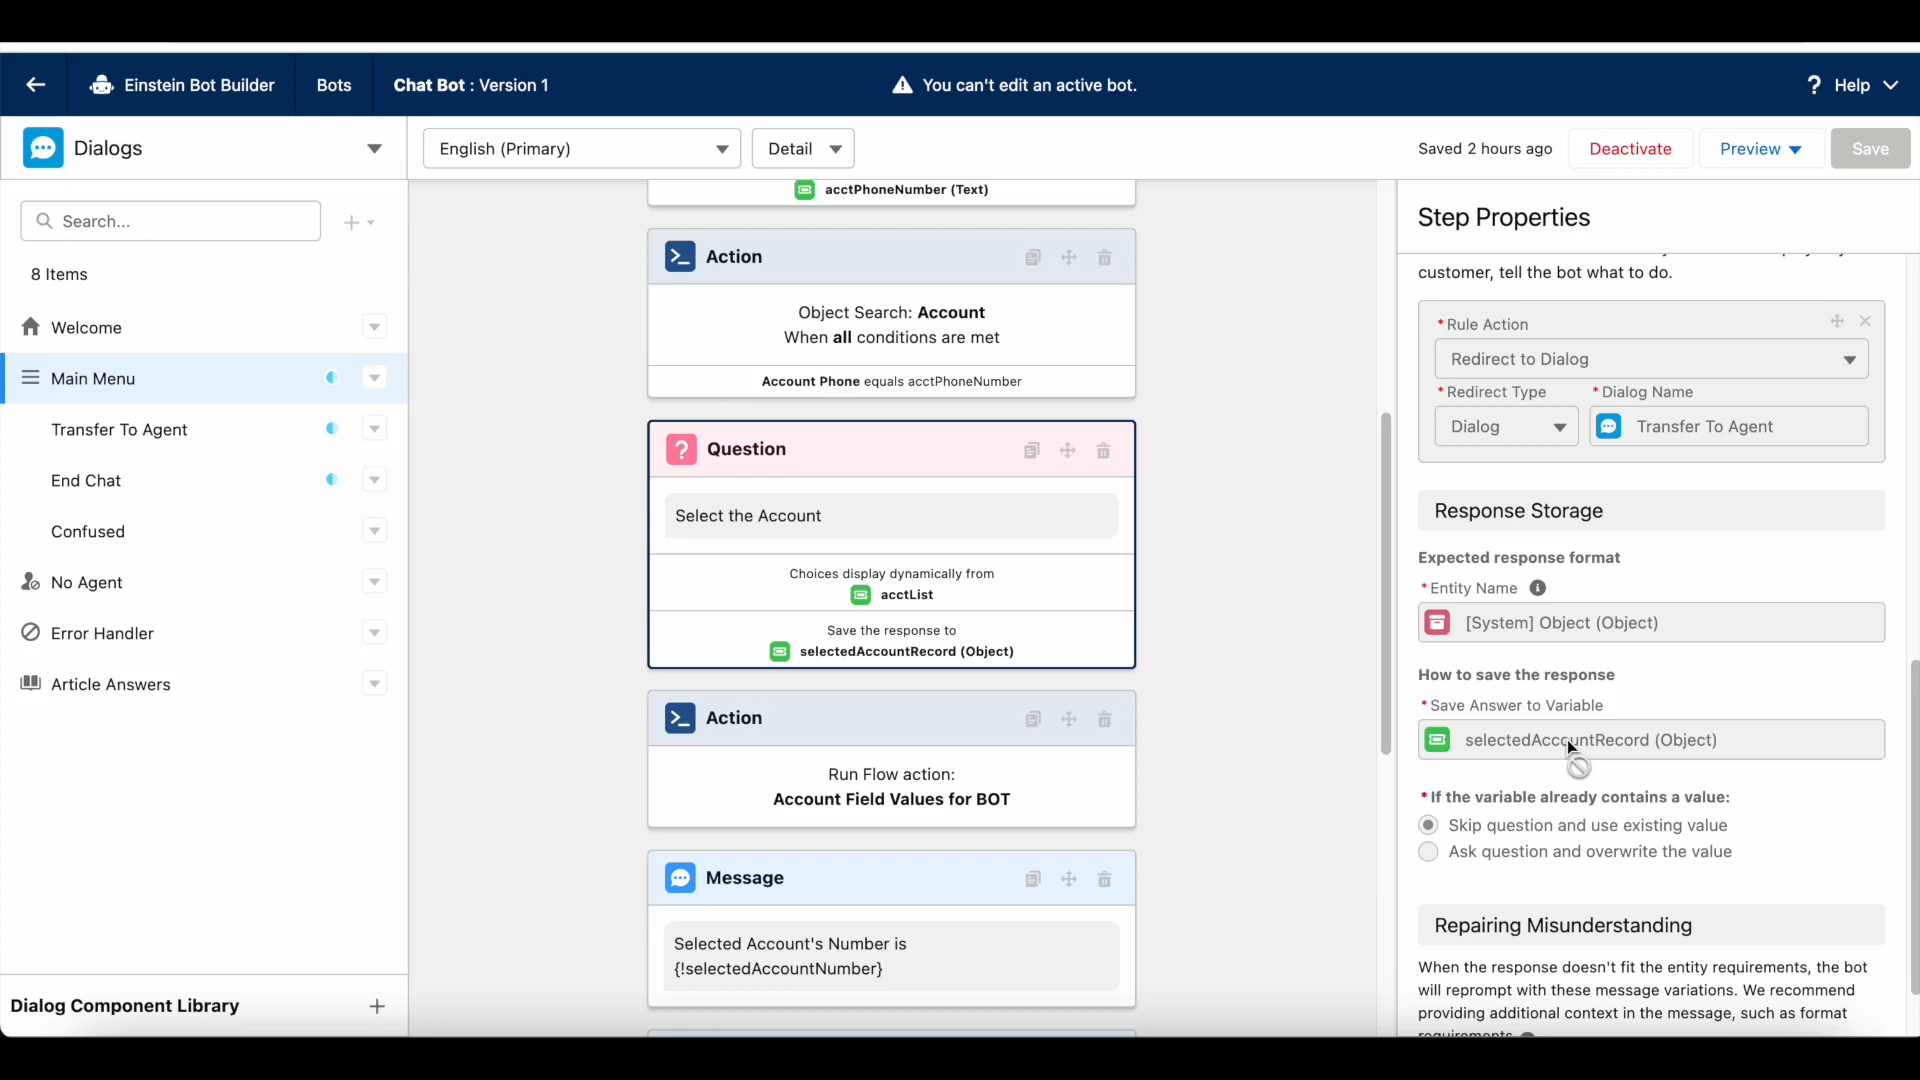 Einstein Bot Builder
Bots
Chat Bot : Version 1
You can't edit an active bot.
? Help
Dialogs
English (Primary)
Detail
Saved 2 hours ago
Deactivate
Preview
Save
Search...
8 Items
Welcome
Main Menu
Transfer To Agent
End Chat
Confused
No Agent
Error Handler
Article Answers
Dialog Component Library
acctPhoneNumber (Text)
Action
Object Search: Account
When all conditions are met
Account Phone equals acctPhoneNumber
? Question
Select the Account
Choices display dynamically from
acctList
Save the response to
selectedAccountRecord (Object)
Action
Run Flow action:
Account Field Values for BOT
Message
Selected Account's Number is
{!selectedAccountNumber}
Step Properties
customer, tell the bot what to do.
*Rule Action
Redirect to Dialog
*Redirect Type
*Dialog Name
Dialog
Transfer To Agent
Response Storage
Expected response format
*Entity Name
[System] Object (Object)
How to save the response
*Save Answer to Variable
selectedAccountRecord (Object)
*If the variable already contains a value:
Skip question and use existing value
Ask question and overwrite the value
Repairing Misunderstanding
When the response doesn't fit the entity requirements, the bot
will reprompt with these message variations. We recommend
providing additional context in the message, such as format
requirements.